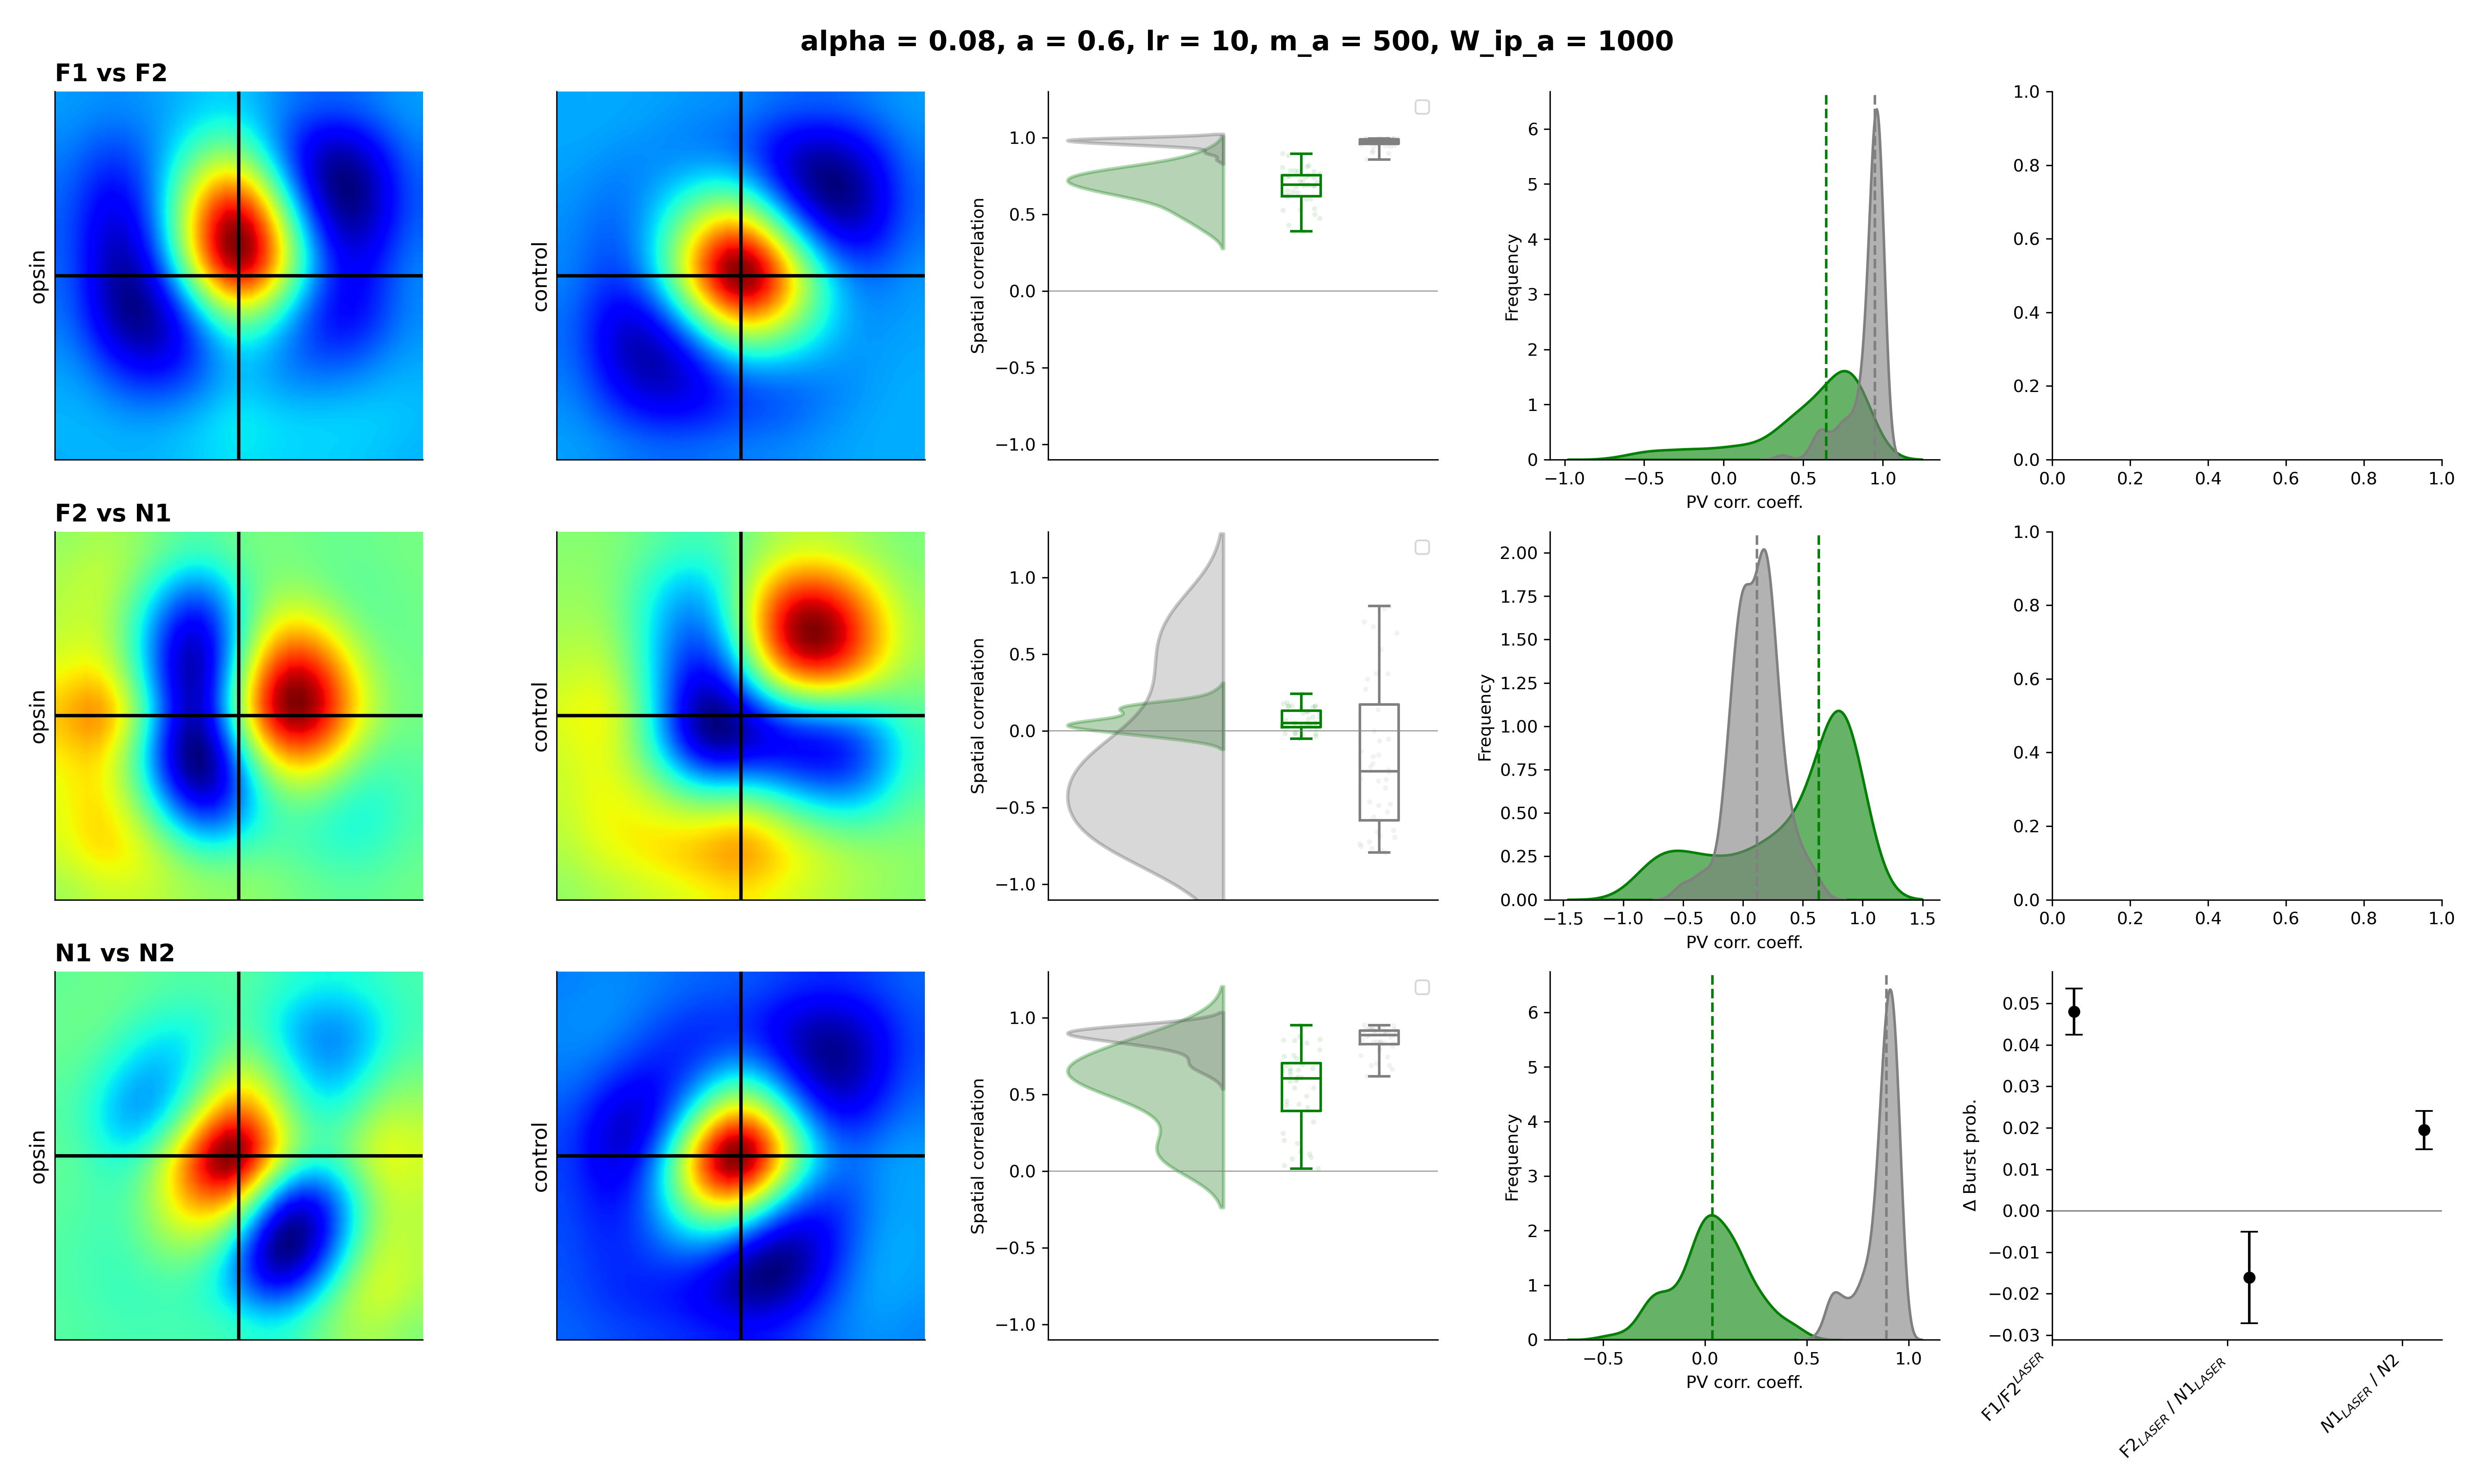 alpha = 0.08, a = 0.6, lr = 10, m_a = 500, W_ip_a = 1000
F1 vs F2
opsin
control
Spatial correlation
1.0
0.5
0.0
−0.5
−1.0
Frequency
6
5
4
3
2
1
0
−1.0 −0.5 0.0 0.5 1.0
PV corr. coeff.
1.0
0.8
0.6
0.4
0.2
0.0
0.0 0.2 0.4 0.6 0.8 1.0
F2 vs N1
opsin
control
Spatial correlation
1.0
0.5
0.0
−0.5
−1.0
Frequency
2.00
1.75
1.50
1.25
1.00
0.75
0.50
0.25
0.00
−1.5 −1.0 −0.5 0.0 0.5 1.0 1.5
PV corr. coeff.
1.0
0.8
0.6
0.4
0.2
0.0
0.0 0.2 0.4 0.6 0.8 1.0
N1 vs N2
opsin
control
Spatial correlation
1.0
0.5
0.0
−0.5
−1.0
Frequency
6
5
4
3
2
1
0
−0.5 0.0 0.5 1.0
PV corr. coeff.
Δ Burst prob.
0.05
0.04
0.03
0.02
0.01
0.00
−0.01
−0.02
−0.03
F1/F2^LASER
F2_LASER / N1_LASER
N1_LASER / N2